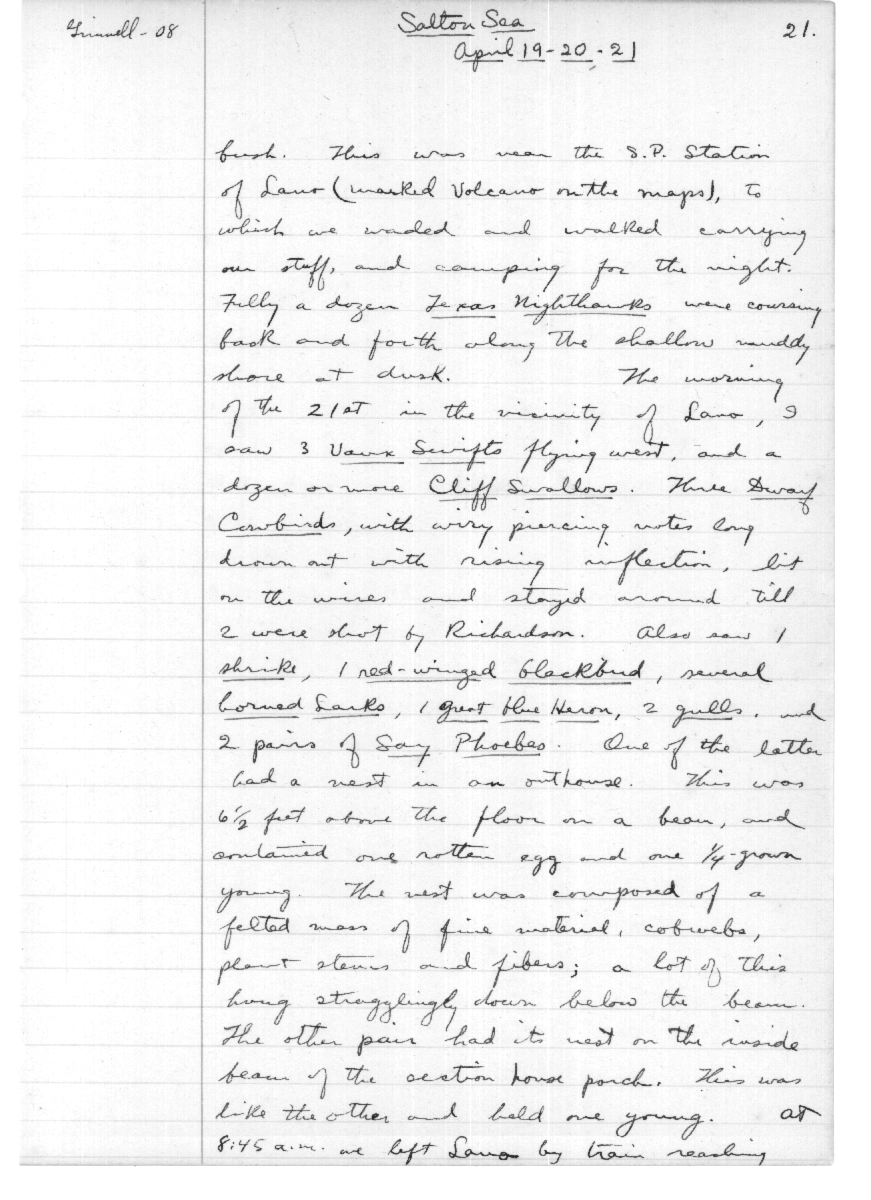 Grinnell - 08
Salton Sea
21.
April 19-20-21
bush. This was near the S.P. Station
of Lano (marked Volcano on the maps), to
which we waded and walked carrying
our stuff, and camping for the night.
Fully a dozen Texas Nighthawks were coursing
back and forth along the shallow muddy
shore at dusk. The morning
of the 21st in the vicinity of Lano, I
saw 3 Vaux Swifts flying west, and a
dozen or more Cliff Swallows. Three Dwarf
Cowbirds, with wiry piercing notes long
drawn out with rising inflection, lit
on the wires and stayed around till
2 were shot by Richardson. Also saw 1
shrike, 1 red-winged blackbird, several
horned Larks, 1 great blue Heron, 2 gulls, and
2 pairs of Say Phoebes. One of the latter
had a nest in an outhouse. This was
6½ feet above the floor on a beam, and
contained one rotten egg and one ¼-grown
young. The nest was composed of a
felted mass of fine material, cobwebs,
plant stems and fibers; a lot of this
hung stragglingly down below the beam.
The other pair had its nest on the inside
beam of the section house porch. This was
like the other and held one young. At
8:45 a.m. we left Lano by train reaching